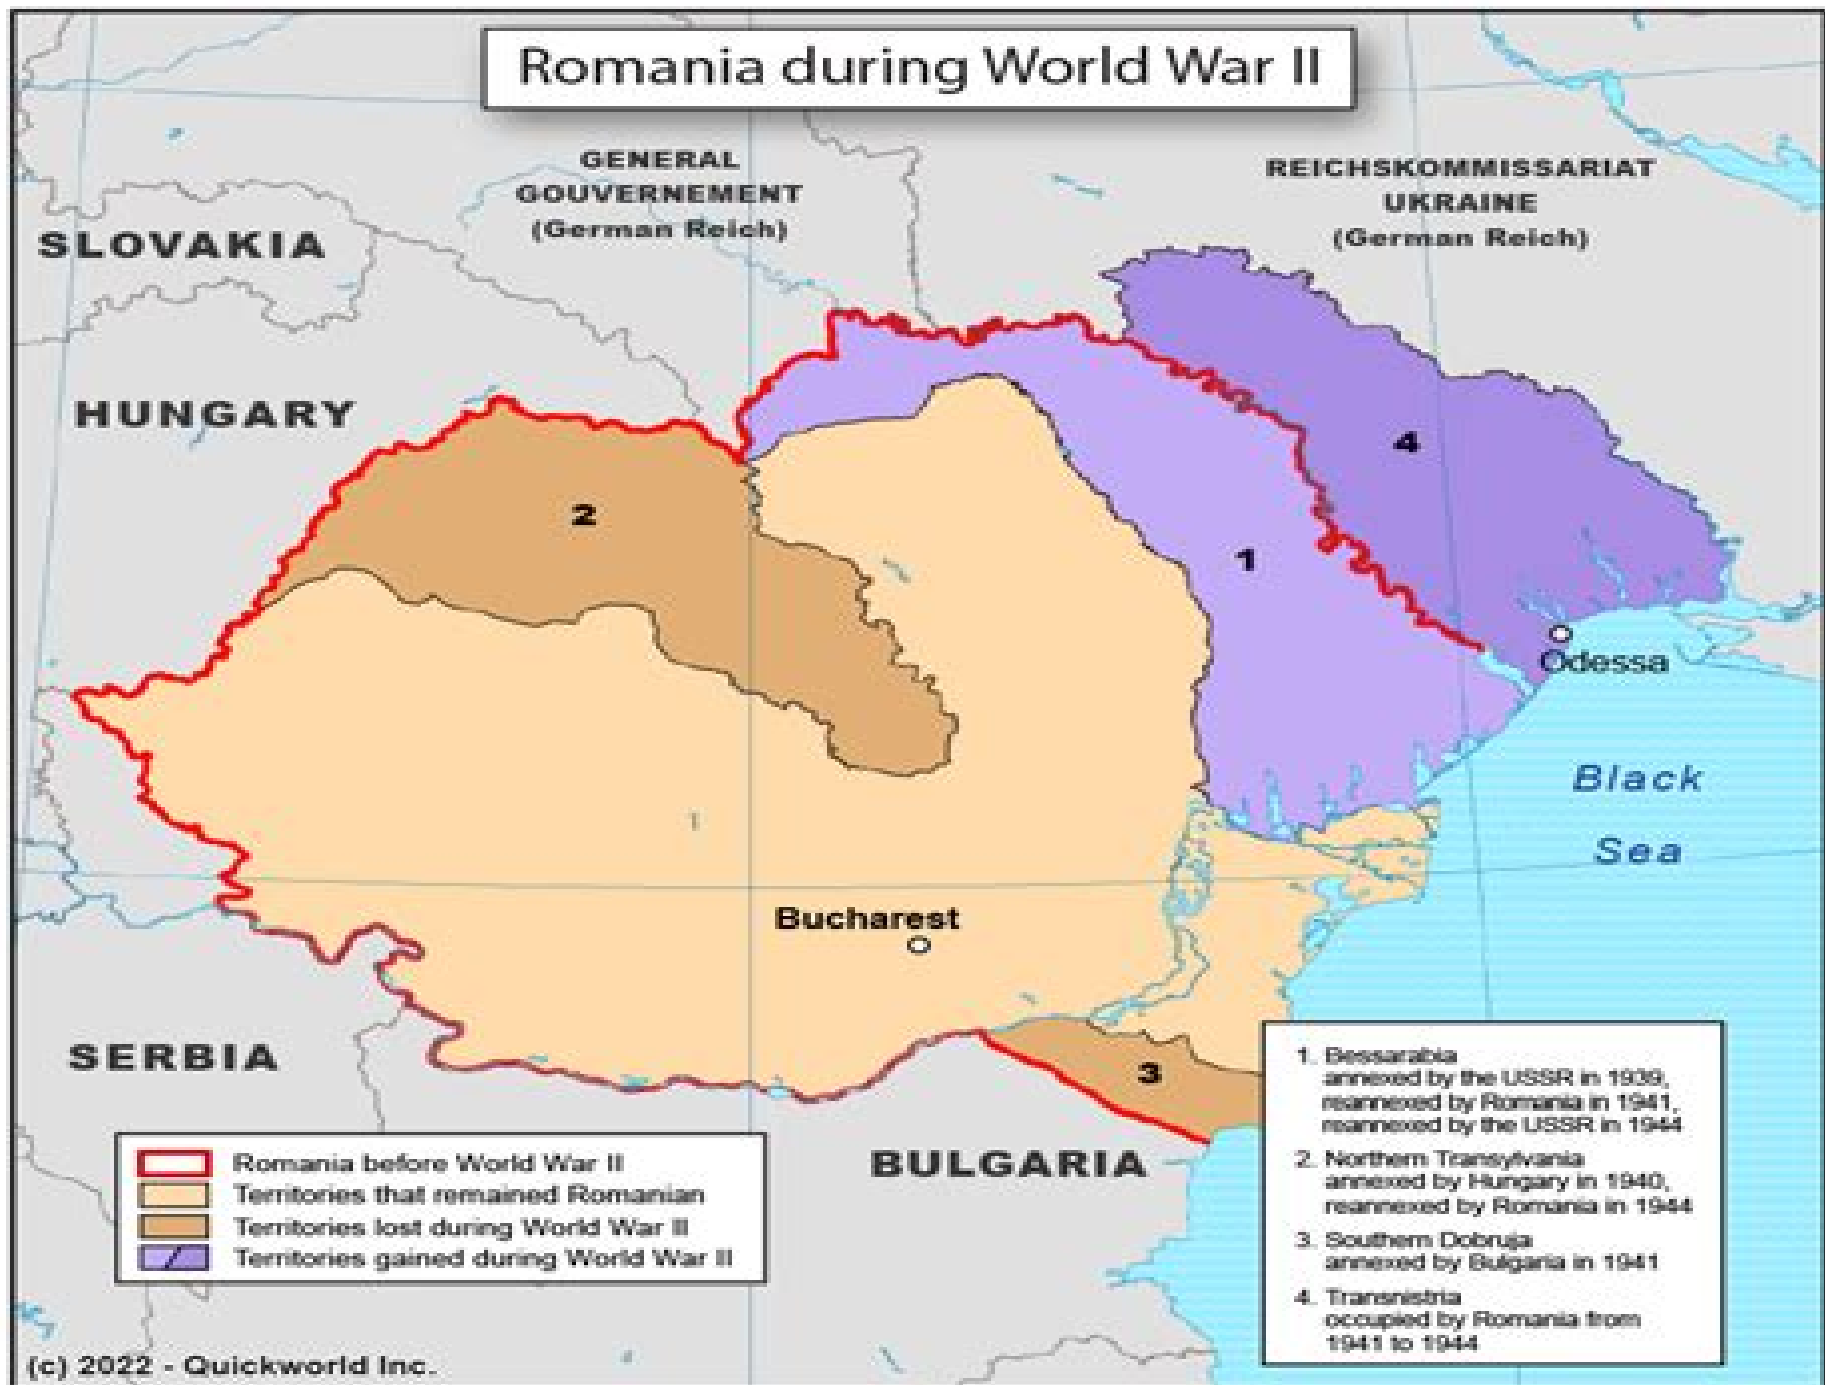 Romania during World War II
GENERAL
GOUVERNEMENT
(German Reich)
REICHSKOMMISSARIAT
UKRAINE
(German Reich)
SLOVAKIA
HUNGARY
2
4
1
Odessa
Black
Sea
Bucharest
SERBIA
3
BULGARIA
Romania before World War II
Territories that remained Romanian
Territories lost during World War II
Territories gained during World War II
1. Bessarabia
annexed by the USSR in 1939,
reannexed by Romania in 1941,
reannexed by the USSR in 1944
2. Northern Transylvania
annexed by Hungary in 1940,
reannexed by Romania in 1944
3. Southern Dobruja
annexed by Bulgaria in 1941
4. Transnistria
occupied by Romania from
1941 to 1944
(c) 2022 - Quickworld Inc.